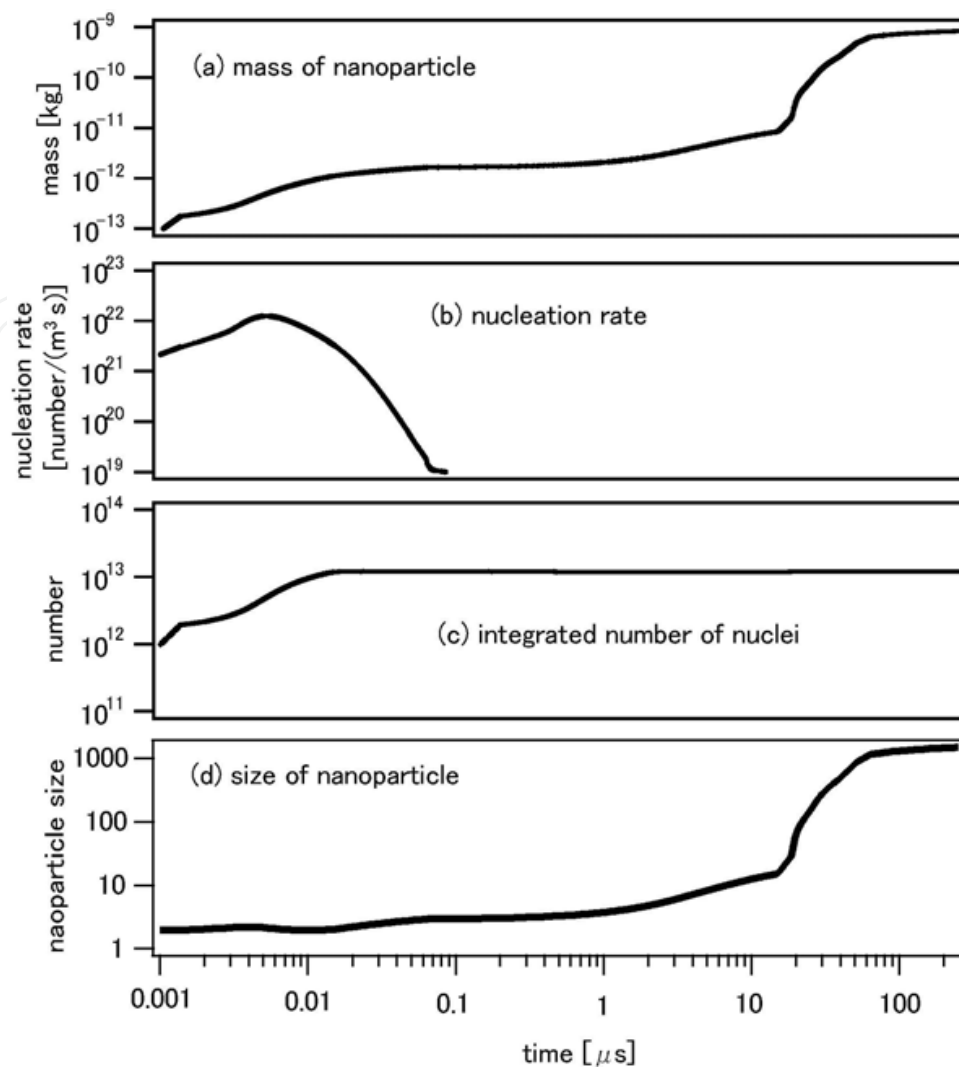 (a) mass of nanoparticle
mass [kg]
10⁻⁹
10⁻¹⁰
10⁻¹¹
10⁻¹²
10⁻¹³
(b) nucleation rate
nucleation rate
[number/(m³ s)]
10²³
10²²
10²¹
10²⁰
10¹⁹
(c) integrated number of nuclei
number
10¹⁴
10¹³
10¹²
10¹¹
(d) size of nanoparticle
naoparticle size
1000
100
10
1
0.001 0.01 0.1 1 10 100
time [μs]